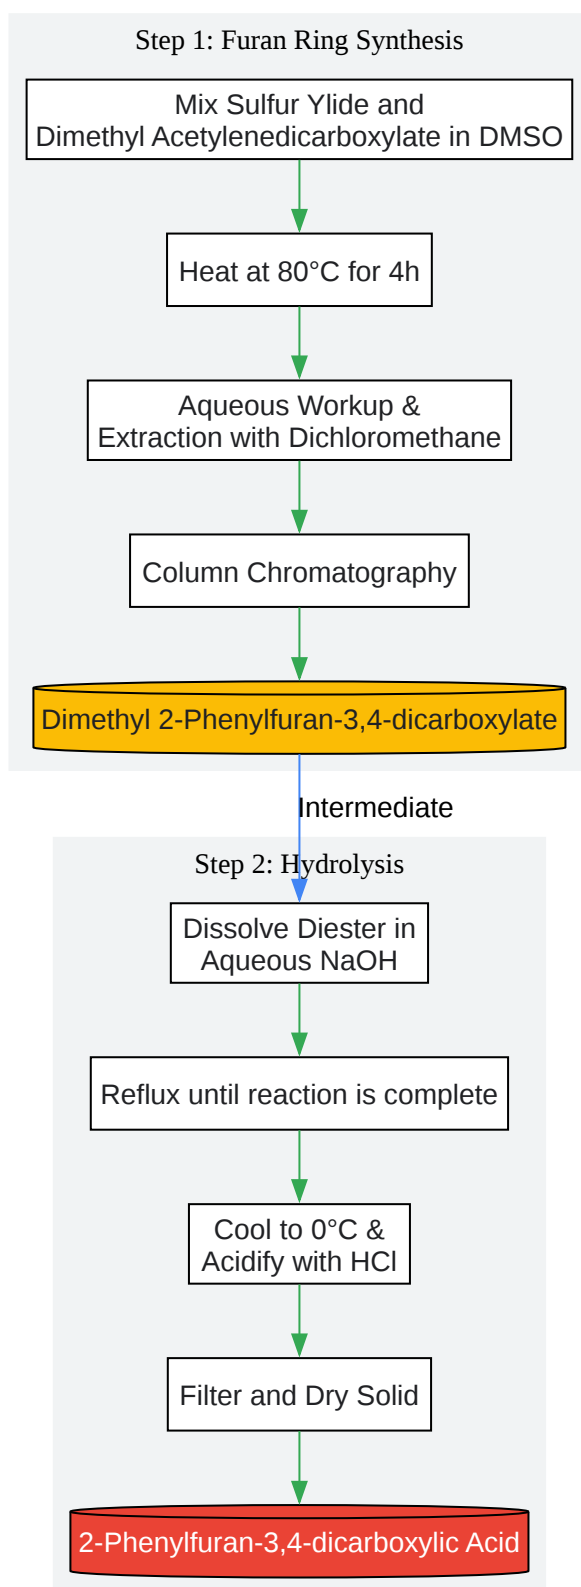 Step 1: Furan Ring Synthesis
Mix Sulfur Ylide and
Dimethyl Acetylenedicarboxylate in DMSO
Heat at 80°C for 4h
Aqueous Workup &
Extraction with Dichloromethane
Column Chromatography
Dimethyl 2-Phenylfuran-3,4-dicarboxylate
Intermediate
Step 2: Hydrolysis
Dissolve Diester in
Aqueous NaOH
Reflux until reaction is complete
Cool to 0°C &
Acidify with HCl
Filter and Dry Solid
2-Phenylfuran-3,4-dicarboxylic Acid